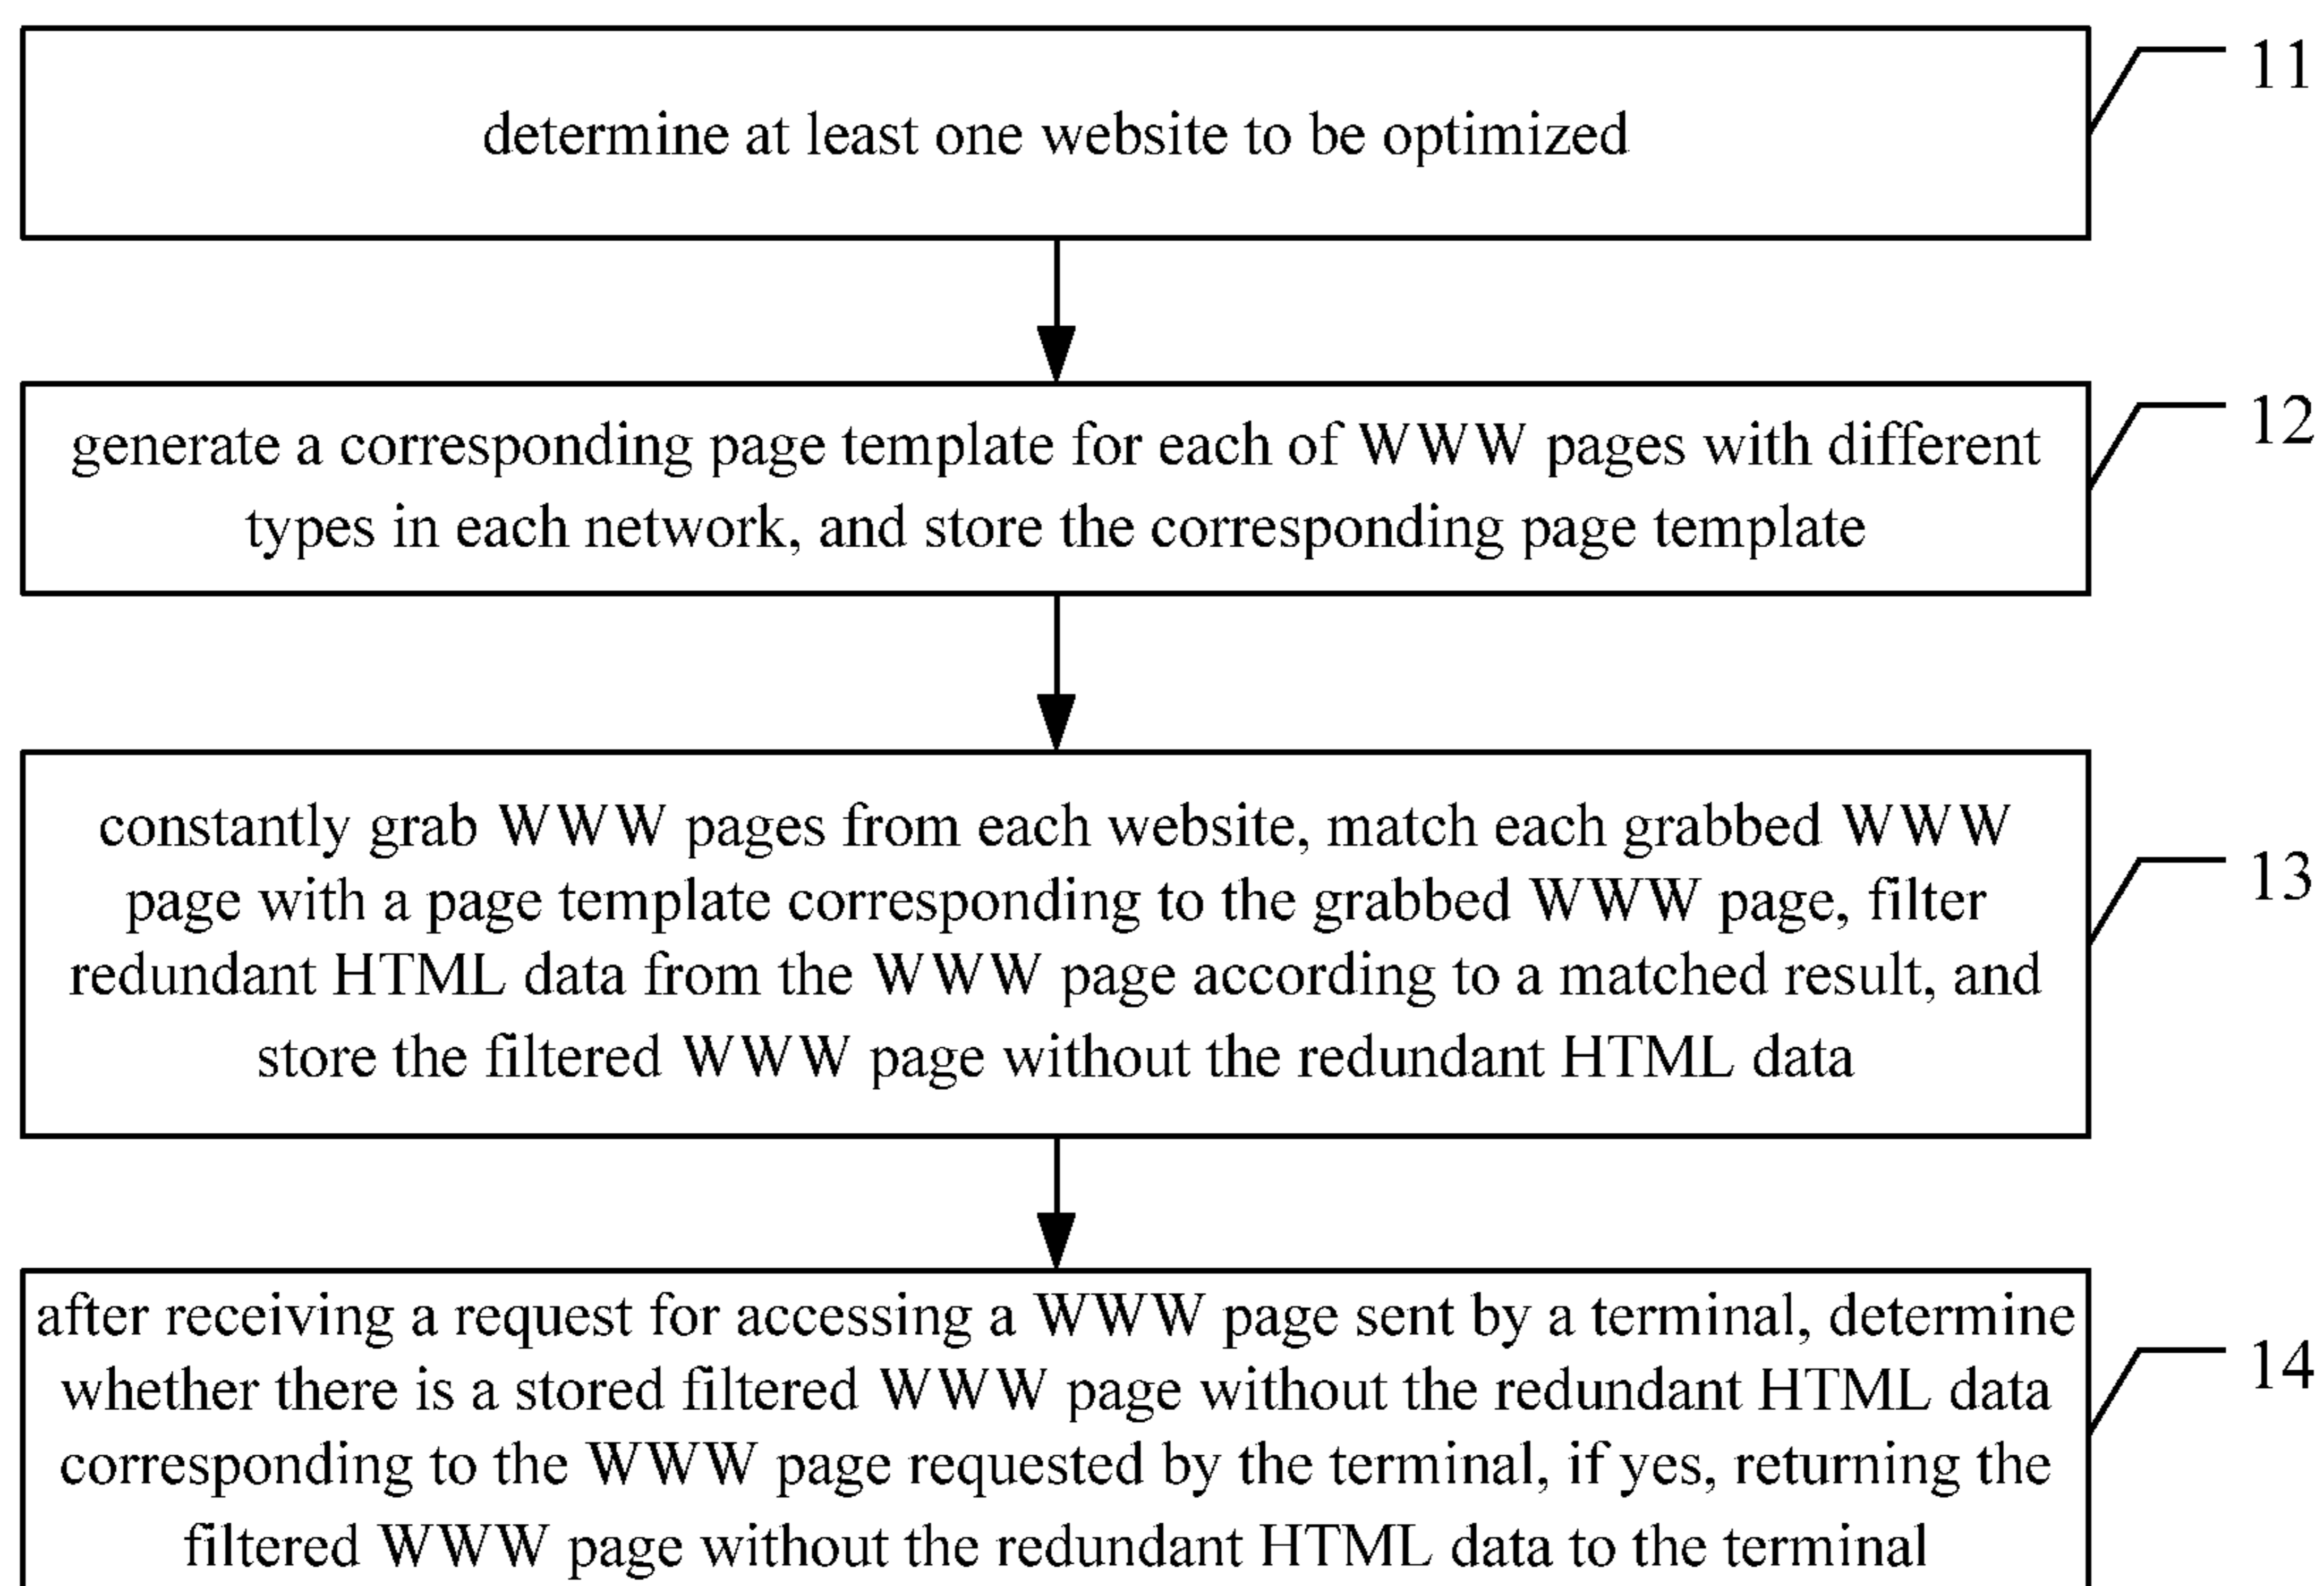 determine at least one website to be optimized
11
generate a corresponding page template for each of WWW pages with different
types in each network, and store the corresponding page template
12
constantly grab WWW pages from each website, match each grabbed WWW
page with a page template corresponding to the grabbed WWW page, filter
redundant HTML data from the WWW page according to a matched result, and
store the filtered WWW page without the redundant HTML data
13
after receiving a request for accessing a WWW page sent by a terminal, determine
whether there is a stored filtered WWW page without the redundant HTML data
corresponding to the WWW page requested by the terminal, if yes, returning the
filtered WWW page without the redundant HTML data to the terminal
14